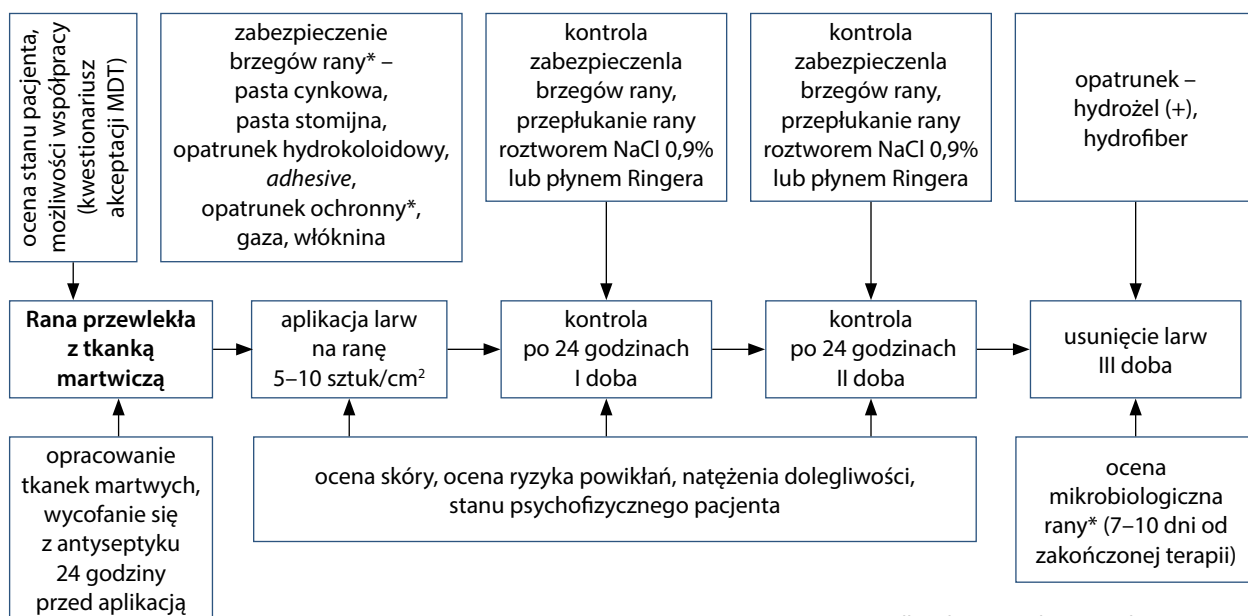 ocena stanu pacjenta,
możliwości współpracy
(kwestionariusz
akceptacji MDT)
zabezpieczenie
brzegów rany* –
pasta cynkowa,
pasta stomijna,
opatrunek hydrokoloidowy,
adhesive,
opatrunek ochronny*,
gaza, włóknina
kontrola
zabezpieczenla
brzegów rany,
przepłukanie rany
roztworem NaCl 0,9%
lub płynem Ringera
kontrola
zabezpieczenla
brzegów rany,
przepłukanie rany
roztworem NaCl 0,9%
lub płynem Ringera
opatrunek –
hydrożel (+),
hydrofiber
Rana przewlekła
z tkanką
martwiczą
aplikacja larw
na ranę
5–10 sztuk/cm²
kontrola
po 24 godzinach
I doba
kontrola
po 24 godzinach
II doba
usunięcie larw
III doba
opracowanie
tkanek martwych,
wycofanie się
z antyseptyku
24 godziny
przed aplikacją
ocena skóry, ocena ryzyka powikłań, natężenia dolegliwości,
stanu psychofizycznego pacjenta
ocena
mikrobiologiczna
rany* (7–10 dni od
zakończonej terapii)